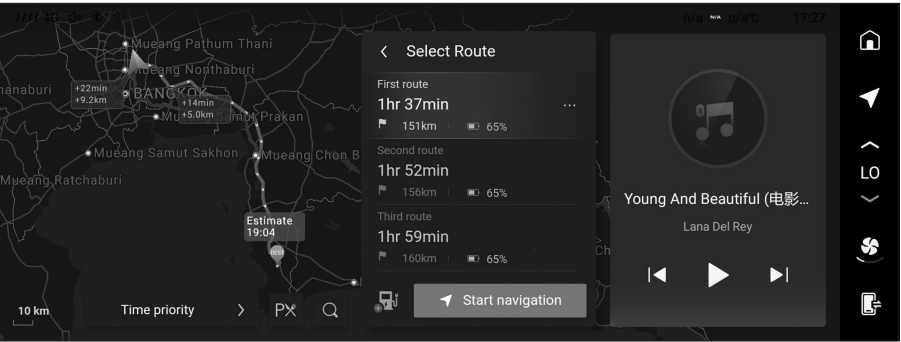 4G
n/a N/A n/a°C 17:27
Mueang Pathum Thani
Mueang Nonthaburi
+22min
+9.2km
BANGKOK
+14min
+5.0km
Prakan
Mueang Samut Sakhon
Mueang Chon B
Mueang Ratchaburi
Estimate
19:04
DEST
10 km
Time priority
Select Route
First route
1hr 37min
...
151km 65%
Second route
1hr 52min
156km 65%
Third route
1hr 59min
160km 65%
Start navigation
Young And Beautiful (电影...
Lana Del Rey
LO